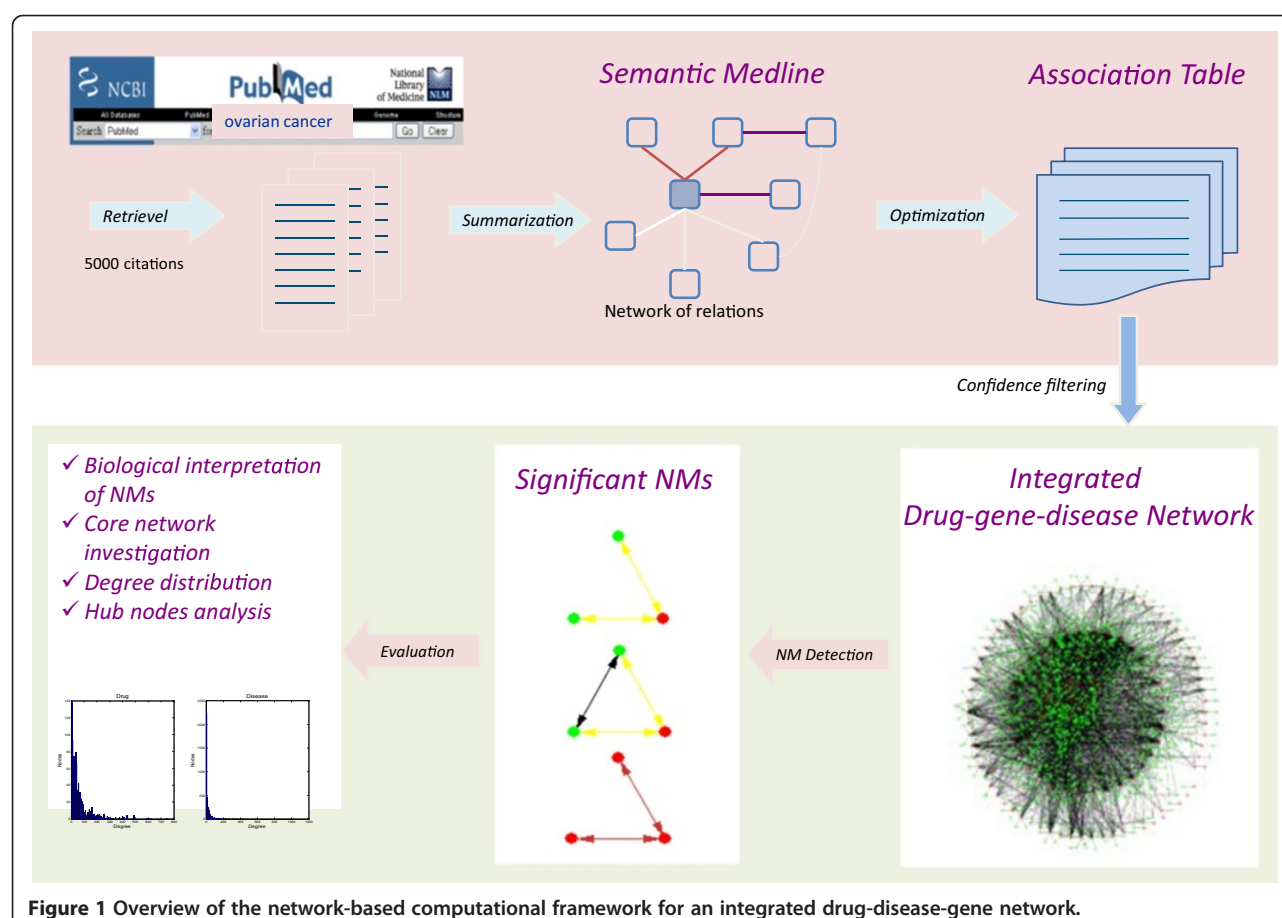 NCBI
PubMed
National
Library
of Medicine NLM
All Databases PubMed Genome Structure
Search PubMed for ovarian cancer Go Clear
Semantic Medline
Association Table
Retrievel
Summarization
Optimization
5000 citations
Network of relations
Confidence filtering
✓ Biological interpretation
of NMs
✓ Core network
investigation
✓ Degree distribution
✓ Hub nodes analysis
Significant NMs
Integrated
Drug-gene-disease Network
Evaluation
NM Detection
Drug
Nodes
Degree
Disease
Nodes
Degree
Figure 1 Overview of the network-based computational framework for an integrated drug-disease-gene network.